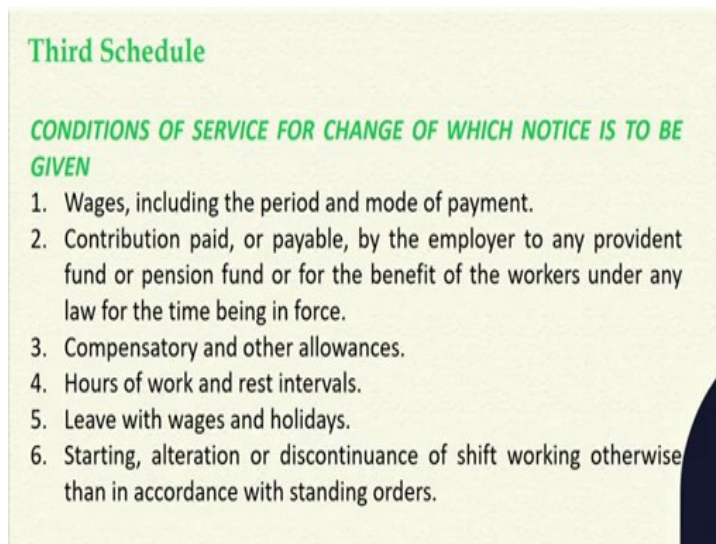 Third Schedule
CONDITIONS OF SERVICE FOR CHANGE OF WHICH NOTICE IS TO BE
GIVEN
1. Wages, including the period and mode of payment.
2. Contribution paid, or payable, by the employer to any provident
fund or pension fund or for the benefit of the workers under any
law for the time being in force.
3. Compensatory and other allowances.
4. Hours of work and rest intervals.
5. Leave with wages and holidays.
6. Starting, alteration or discontinuance of shift working otherwise
than in accordance with standing orders.